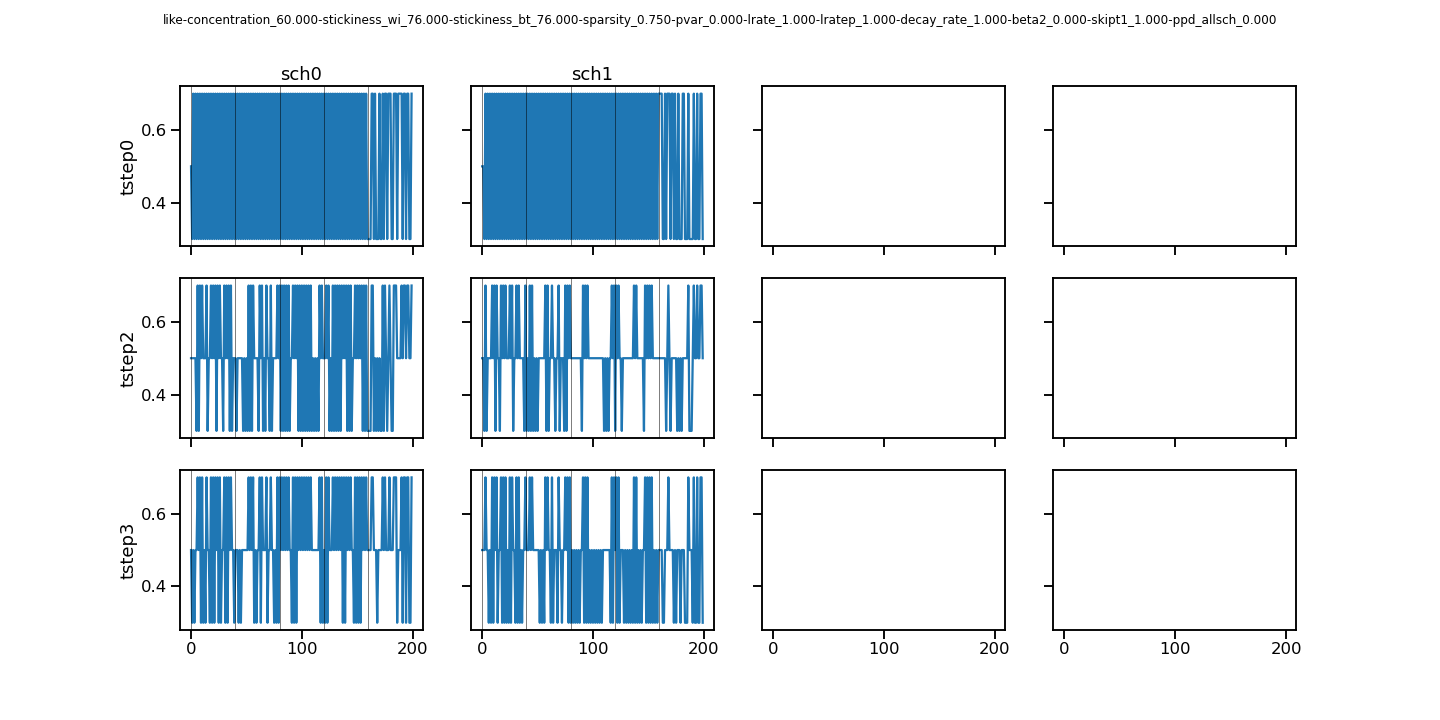 like-concentration_60.000-stickiness_wi_76.000-stickiness_bt_76.000-sparsity_0.750-pvar_0.000-lrate_1.000-lratep_1.000-decay_rate_1.000-beta2_0.000-skipt1_1.000-ppd_allsch_0.000
sch0 sch1
tstep0
0.6
0.4
tstep2
0.6
0.4
tstep3
0.6
0.4
0 100 200 0 100 200 0 100 200 0 100 200